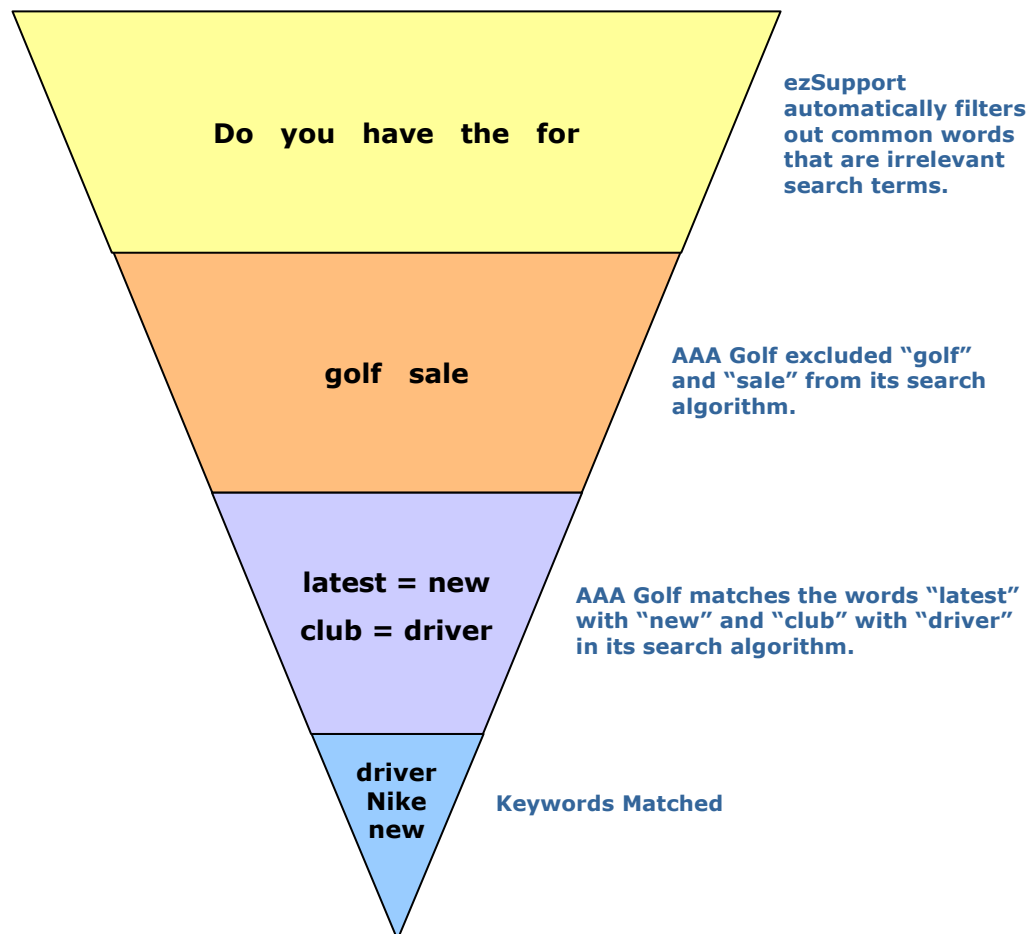 Do you have the for
ezSupport
automatically filters
out common words
that are irrelevant
search terms.
golf sale
AAA Golf excluded “golf”
and “sale” from its search
algorithm.
latest = new
club = driver
AAA Golf matches the words “latest”
with “new” and “club” with “driver”
in its search algorithm.
driver
Nike
new
Keywords Matched